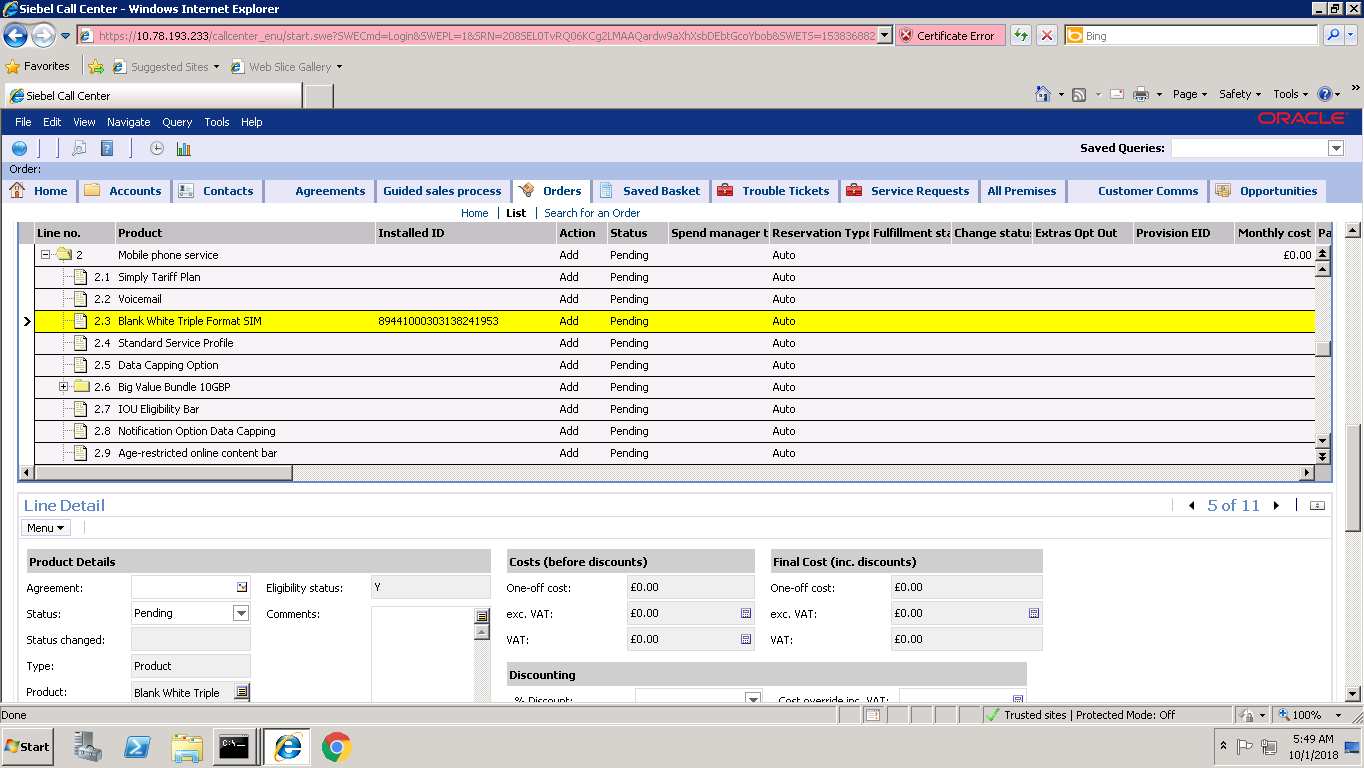 Siebel Call Center - Windows Internet Explorer
https://10.78.193.233/callcenter_enu/start.swe?SWECmd=Login&SWEPL=1&SRN=208SEL0TvRQ06KCg2LMAAQardw9aXhXsbDEbtGcoYbob&SWETS=153836882 Certificate Error Bing
Favorites Suggested Sites Web Slice Gallery
Siebel Call Center Page Safety Tools
File Edit View Navigate Query Tools Help ORACLE
Saved Queries:
Order:
Home Accounts Contacts Agreements Guided sales process Orders Saved Basket Trouble Tickets Service Requests All Premises Customer Comms Opportunities
Home List Search for an Order
Line no. Product Installed ID Action Status Spend manager t Reservation Type Fulfillment sta Change status Extras Opt Out Provision EID Monthly cost Pa
2 Mobile phone service Add Pending Auto £0.00
2.1 Simply Tariff Plan Add Pending Auto
2.2 Voicemail Add Pending Auto
2.3 Blank White Triple Format SIM 89441000303138241953 Add Pending Auto
2.4 Standard Service Profile Add Pending Auto
2.5 Data Capping Option Add Pending Auto
2.6 Big Value Bundle 10GBP Add Pending Auto
2.7 IOU Eligibility Bar Add Pending Auto
2.8 Notification Option Data Capping Add Pending Auto
2.9 Age-restricted online content bar Add Pending Auto
Line Detail 5 of 11
Menu
Product Details Costs (before discounts) Final Cost (inc. discounts)
Agreement: Eligibility status: Y One-off cost: £0.00 One-off cost: £0.00
Status: Pending Comments: exc. VAT: £0.00 exc. VAT: £0.00
Status changed: VAT: £0.00 VAT: £0.00
Type: Product
Discounting
Product: Blank White Triple
% Discount: Cost override inc. VAT:
Done Trusted sites | Protected Mode: Off 100%
Start C:\. 5:49 AM
10/1/2018